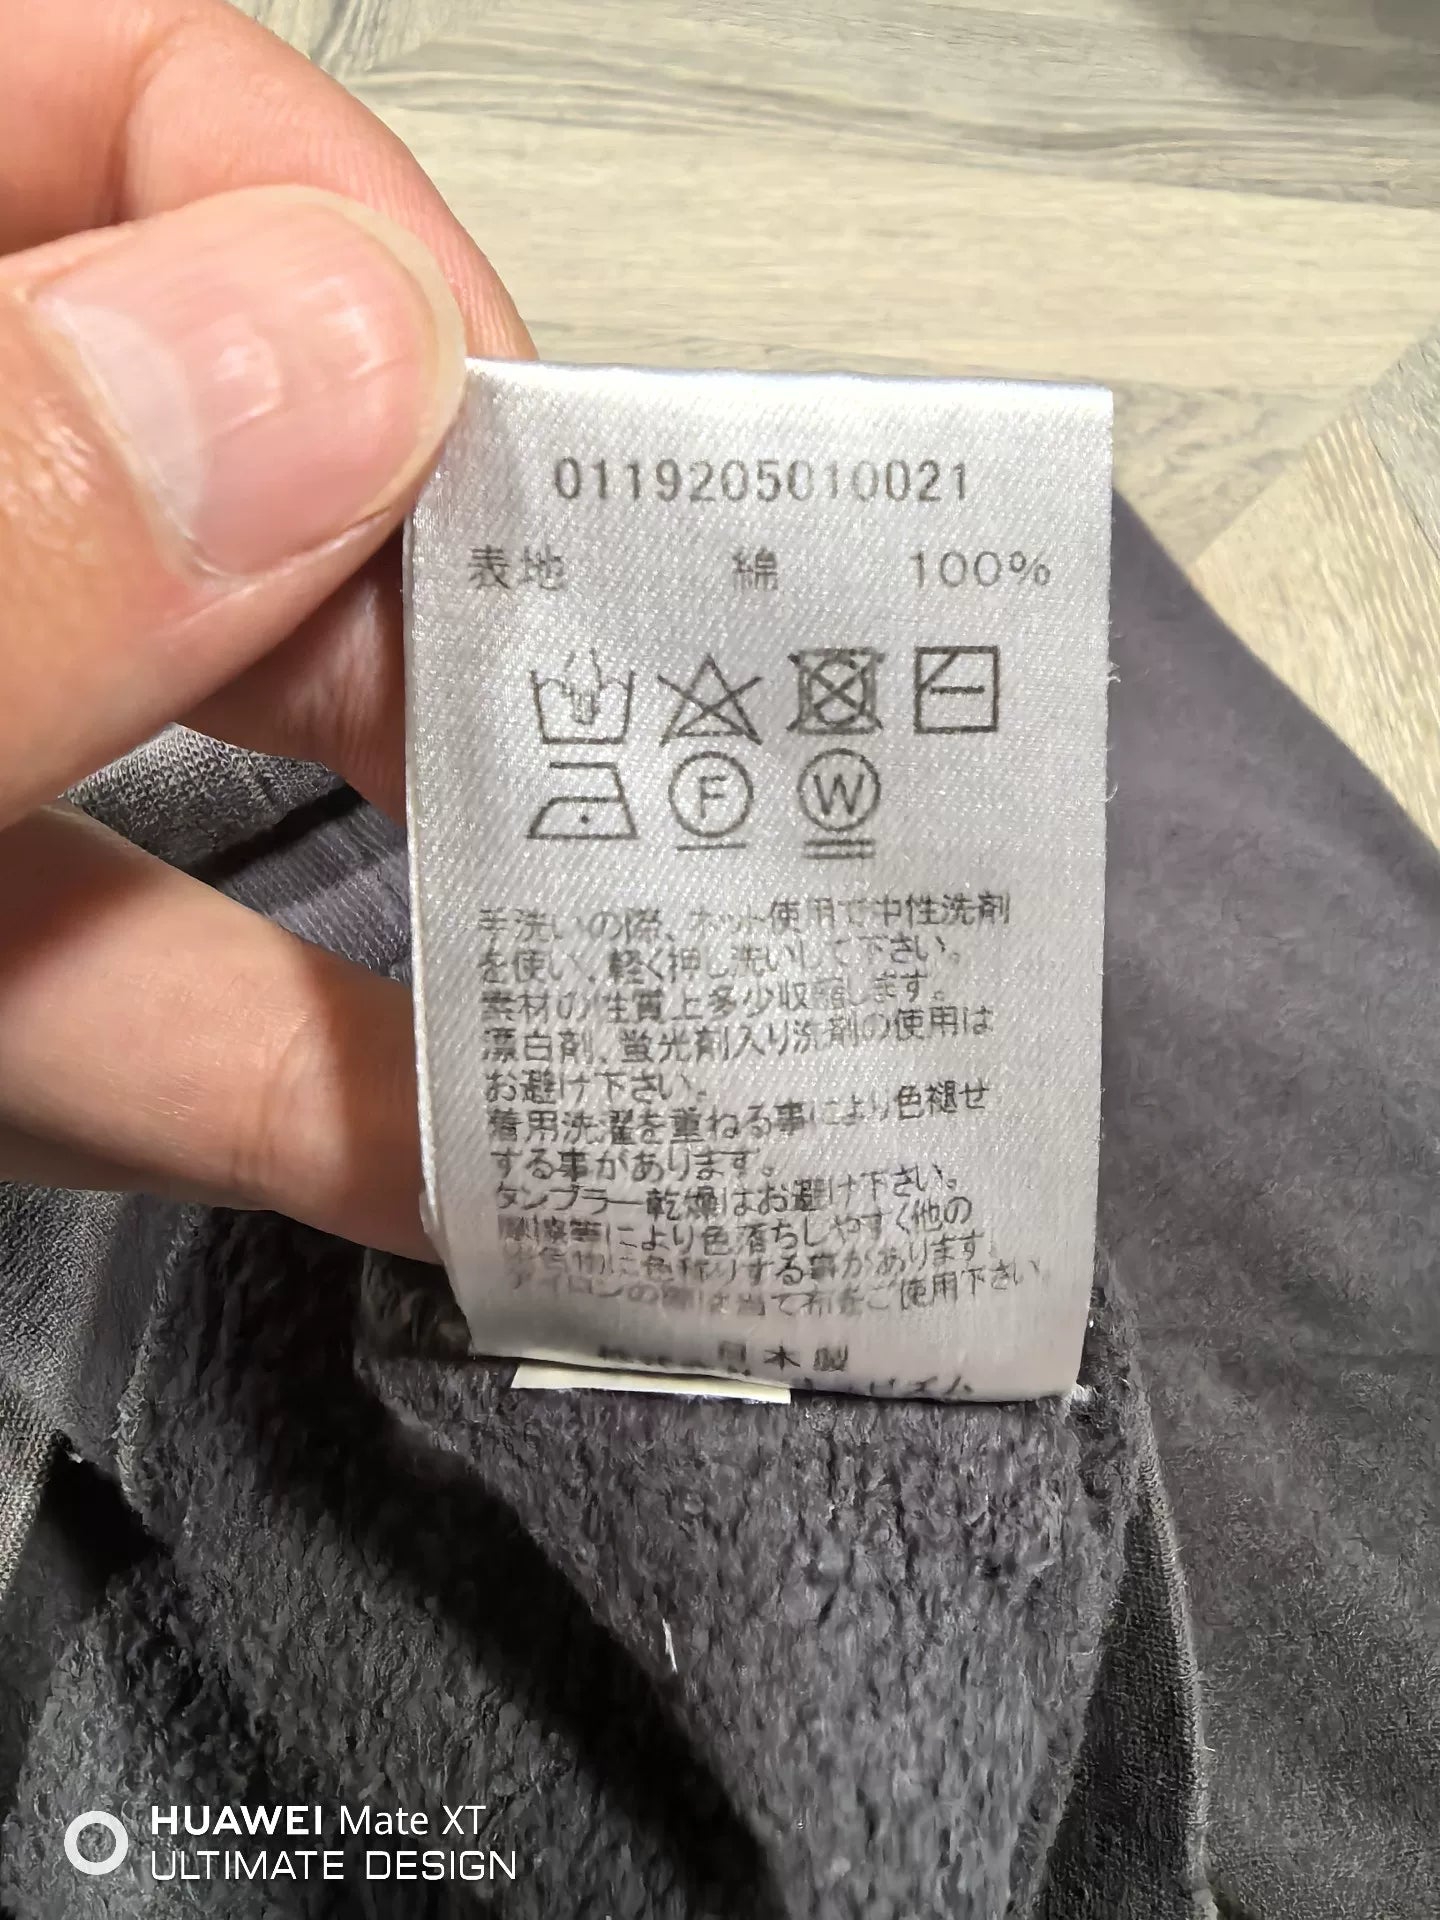 0119205010021
表地 綿 100%
F W
手洗いの際、ネット使用で中性洗剤
を使い、軽く押し洗いして下さい。
素材の性質上多少収縮します。
漂白剤、蛍光剤入り洗剤の使用は
お避け下さい。
着用洗濯を重ねる事により色褪せ
する事があります。
タンブラー乾燥はお避け下さい。
摩擦等により色落ちしやすく他の
に色移りする事があります
アイロンの際は当て布をご使用下さい
日本製
HUAWEI Mate XT
ULTIMATE DESIGN